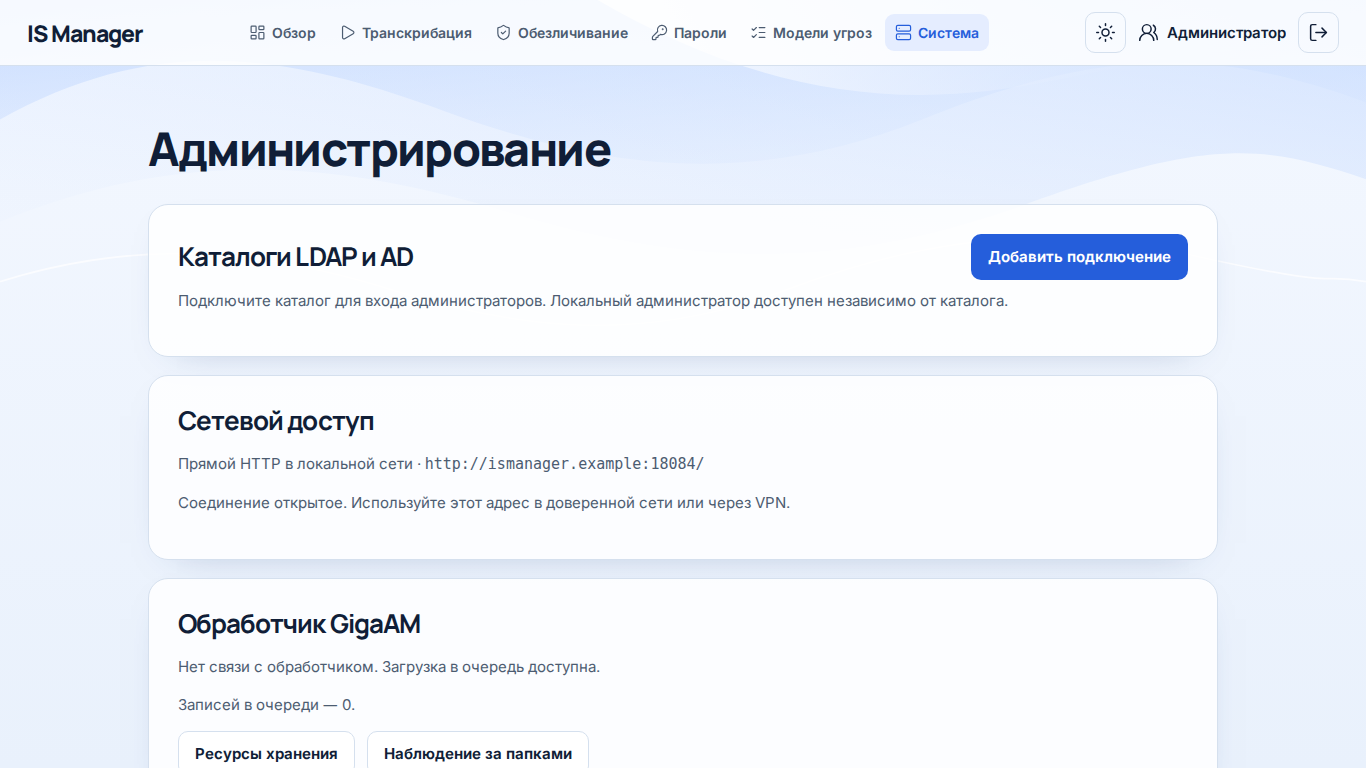 IS Manager
Обзор
Транскрибация
Обезличивание
Пароли
Модели угроз
Система
Администратор
Администрирование
Каталоги LDAP и AD
Добавить подключение
Подключите каталог для входа администраторов. Локальный администратор доступен независимо от каталога.
Сетевой доступ
Прямой HTTP в локальной сети · http://ismanager.example:18084/
Соединение открытое. Используйте этот адрес в доверенной сети или через VPN.
Обработчик GigaAM
Нет связи с обработчиком. Загрузка в очередь доступна.
Записей в очереди — 0.
Ресурсы хранения
Наблюдение за папками